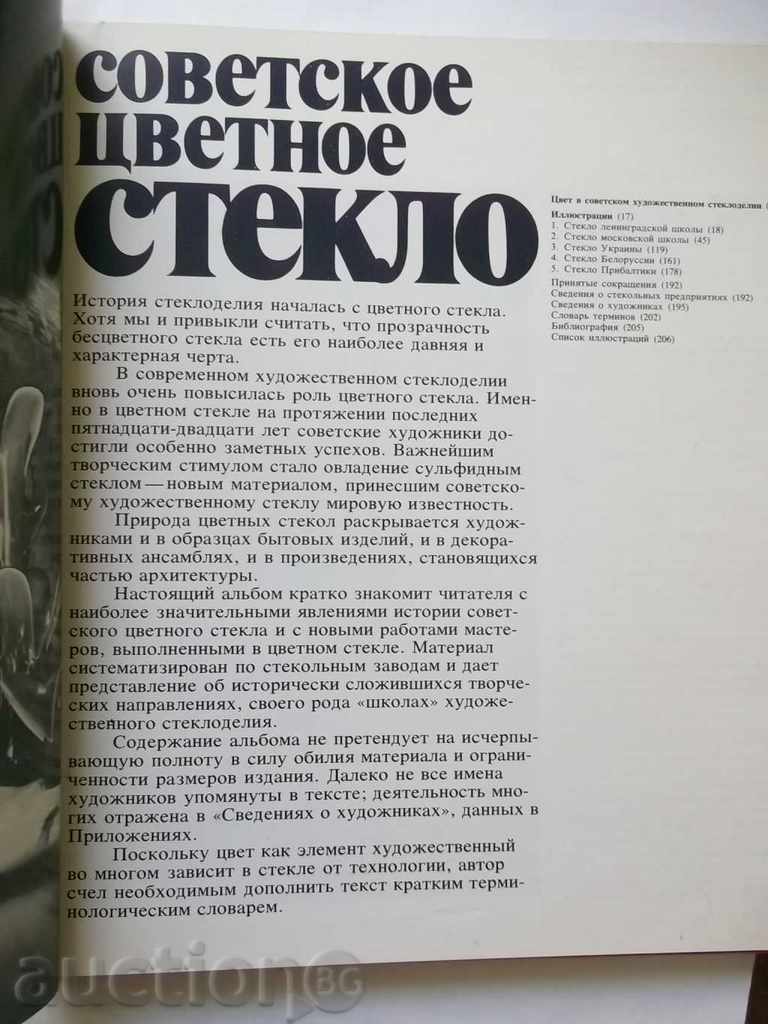 советское
цветное
стекло
История стеклоделия началась с цветного стекла.
Хотя мы и привыкли считать, что прозрачность
бесцветного стекла есть его наиболее давняя и
характерная черта.
В современном художественном стеклоделии
вновь очень повысилась роль цветного стекла. Имен-
но в цветном стекле на протяжении последних
пятнадцати-двадцати лет советские художники до-
стигли особенно заметных успехов. Важнейшим
творческим стимулом стало овладение сульфидным
стеклом — новым материалом, принесшим советско-
му художественному стеклу мировую известность.
Природа цветных стекол раскрывается худож-
никами и в образцах бытовых изделий, и в декора-
тивных ансамблях, и в произведениях, становящихся
частью архитектуры.
Настоящий альбом кратко знакомит читателя с
наиболее значительными явлениями истории совет-
ского цветного стекла и с новыми работами масте-
ров, выполненными в цветном стекле. Материал
систематизирован по стекольным заводам и дает
представление об исторически сложившихся творче-
ских направлениях, своего рода «школах» художе-
ственного стеклоделия.
Содержание альбома не претендует на исчерпы-
вающую полноту в силу обилия материала и ограни-
ченности размеров издания. Далеко не все имена
художников упомянуты в тексте; деятельность мно-
гих отражена в «Сведениях о художниках», данных в
Приложениях.
Поскольку цвет как элемент художественный
во многом зависит в стекле от технологии, автор
счел необходимым дополнить текст кратким терми-
нологическим словарем.
Цвет в советском художественном стеклоделии (
Иллюстрации (17)
1. Стекло ленинградской школы (18)
2. Стекло московской школы (45)
3. Стекло Украины (119)
4. Стекло Белоруссии (161)
5. Стекло Прибалтики (178)
Принятые сокращения (192)
Сведения о стекольных предприятиях (192)
Сведения о художниках (195)
Словарь терминов (202)
Библиография (205)
Список иллюстраций (206)
auctionBG